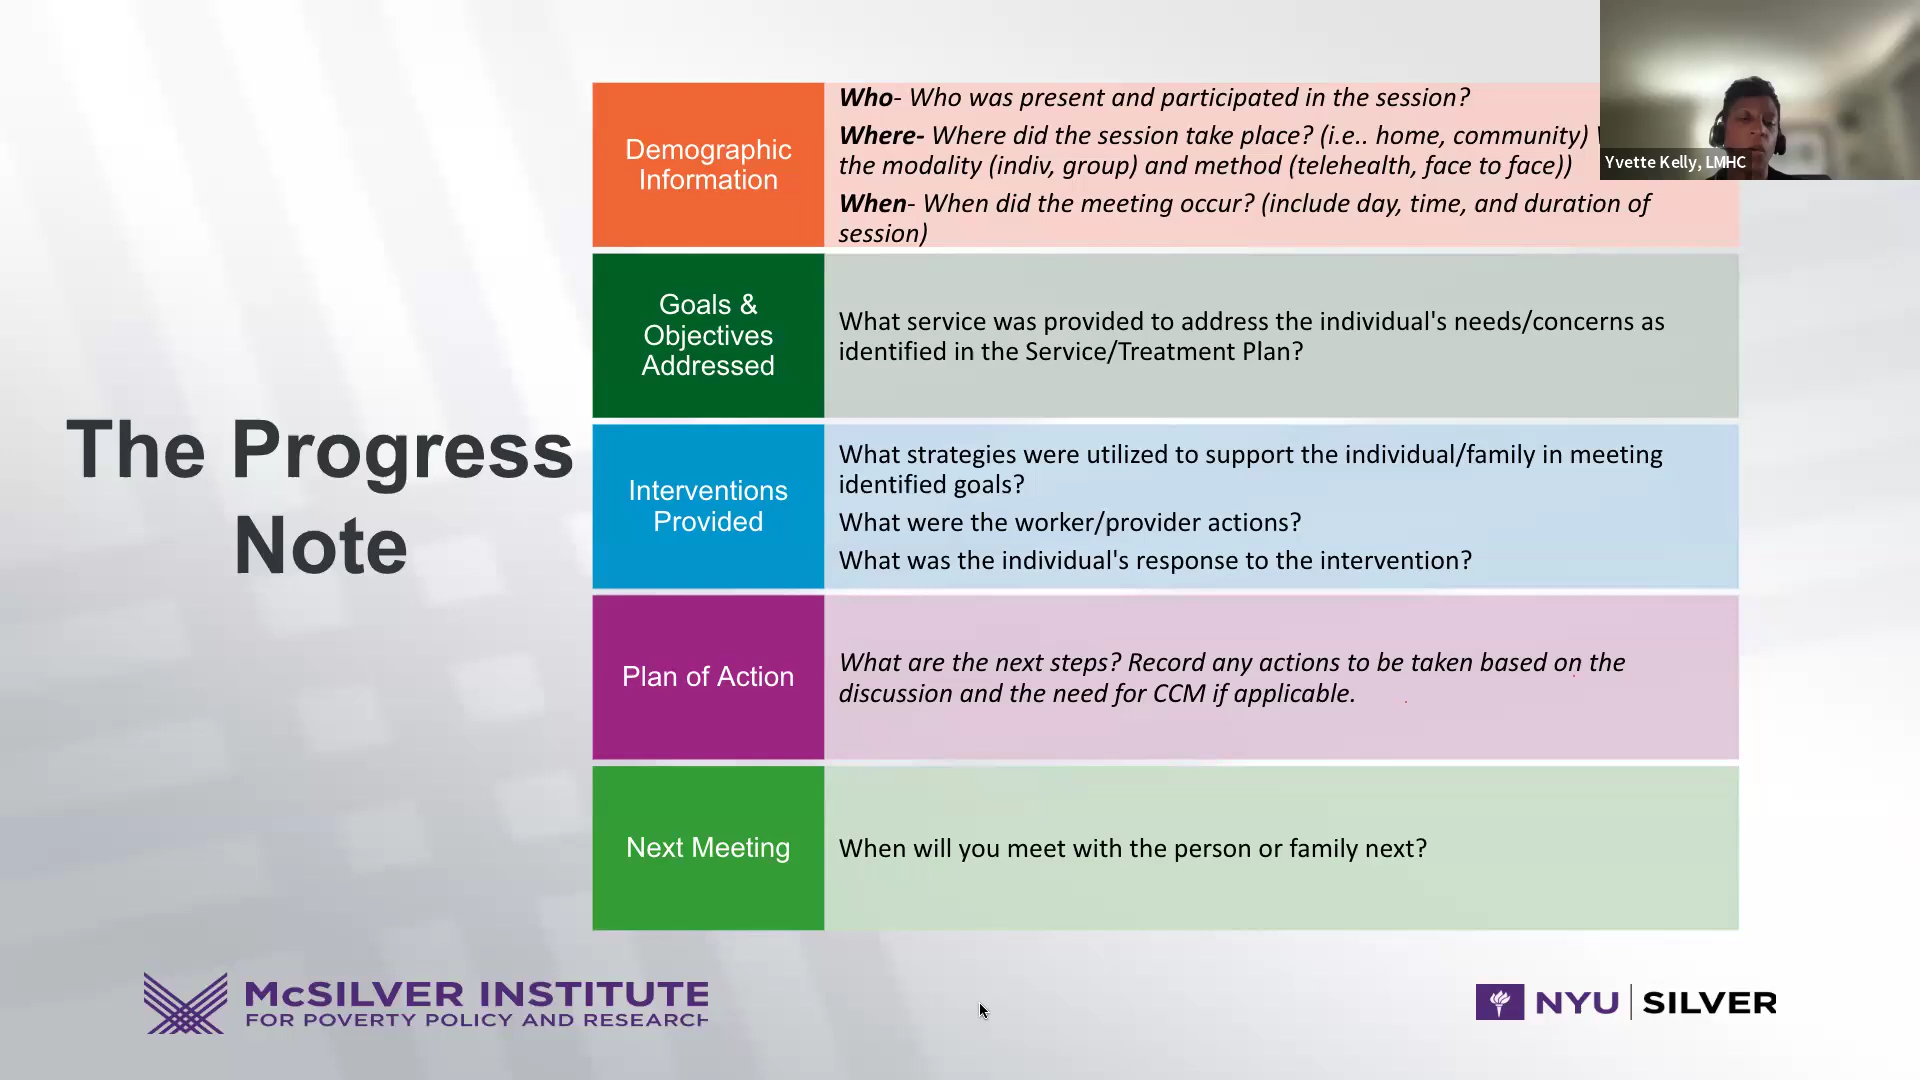 The Progress
Note
Demographic
Information
Who- Who was present and participated in the session?
Where- Where did the session take place? (i.e.. home, community)
the modality (indiv, group) and method (telehealth, face to face))
When- When did the meeting occur? (include day, time, and duration of
session)
Goals &
Objectives
Addressed
What service was provided to address the individual's needs/concerns as
identified in the Service/Treatment Plan?
Interventions
Provided
What strategies were utilized to support the individual/family in meeting
identified goals?
What were the worker/provider actions?
What was the individual's response to the intervention?
Plan of Action
What are the next steps? Record any actions to be taken based on the
discussion and the need for CCM if applicable.
Next Meeting
When will you meet with the person or family next?
Yvette Kelly, LMHC
McSILVER INSTITUTE
FOR POVERTY POLICY AND RESEARCH
NYU SILVER